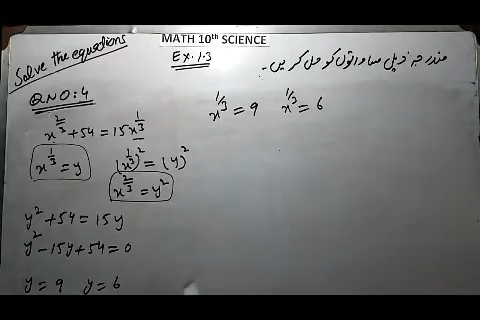 MATH 10th SCIENCE
Solve the equations
Ex. 1.3
مندرجہ ذیل مساواتوں کو حل کریں۔
Q NO: 4
x^{2/3} + 54 = 15x^{1/3}
x^{1/3} = y
(x^{1/3})^2 = (y)^2
x^{2/3} = y^2
y^2 + 54 = 15y
y^2 - 15y + 54 = 0
y = 9 y = 6
x^{1/3} = 9 x^{1/3} = 6